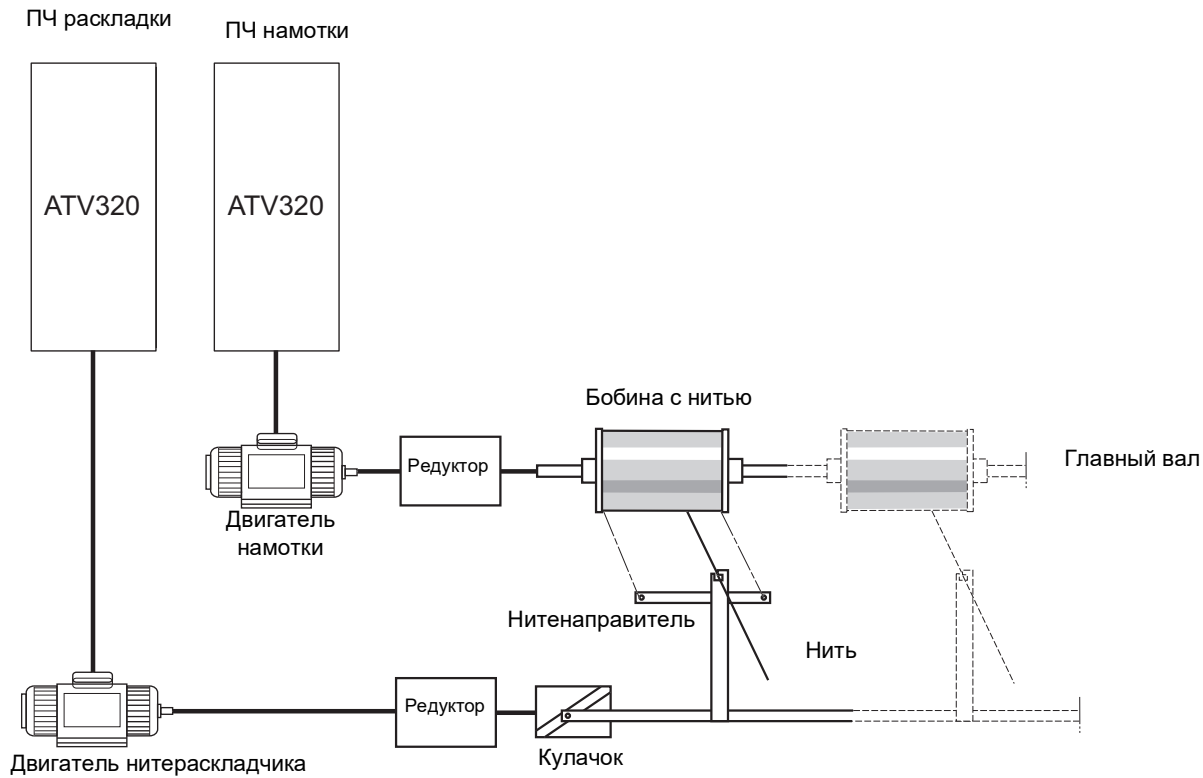 ПЧ раскладки
ПЧ намотки
ATV320
ATV320
Бобина с нитью
Главный вал
Редуктор
Двигатель
намотки
Нитенаправитель
Нить
Редуктор
Кулачок
Двигатель нитераскладчика